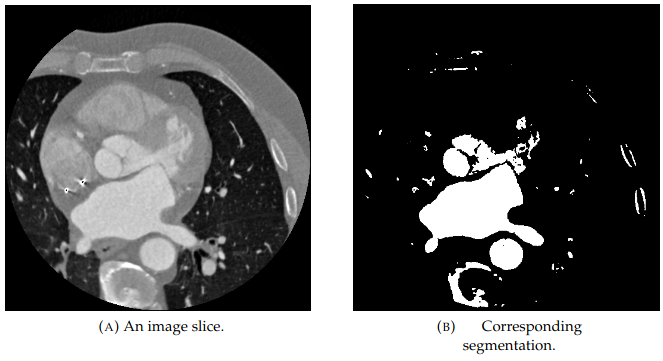 (A) An image slice.
(B) Corresponding
segmentation.